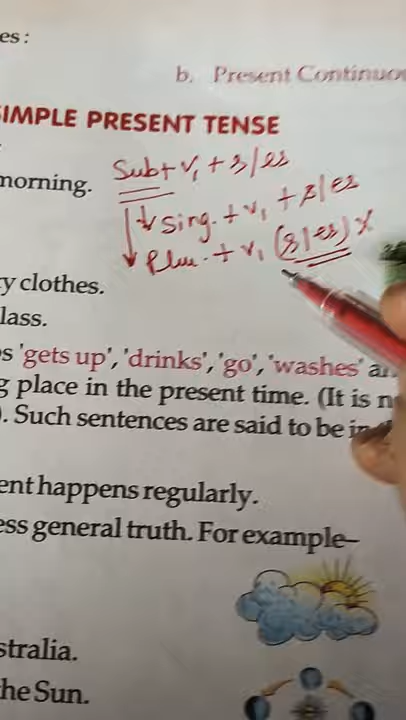 es :
b. Present Continuo
SIMPLE PRESENT TENSE
Sub + V₁ + s/es
morning.
Sing. + V₁ + s/es
Plu. + V₁ (s/es) X
y clothes.
lass.
s 'gets up', 'drinks', 'go', 'washes' a
g place in the present time. (It is n
). Such sentences are said to be in
ent happens regularly.
ess general truth. For example–
stralia.
he Sun.